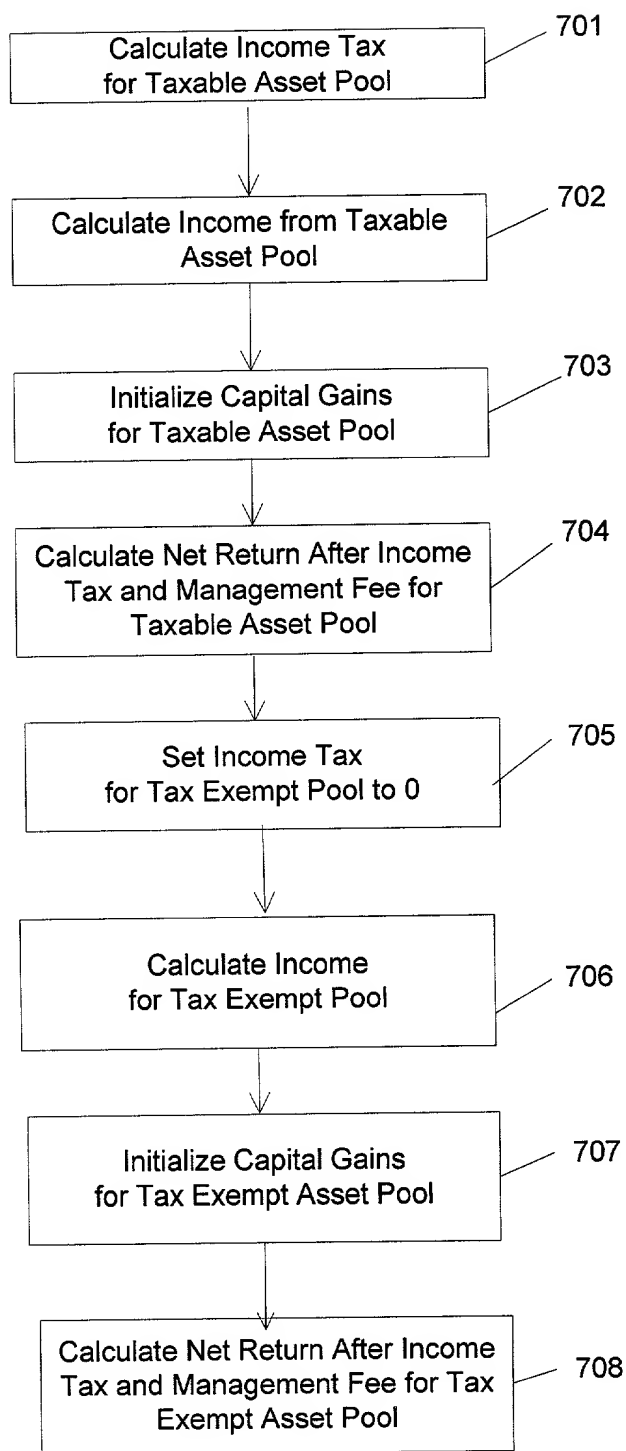 701
Calculate Income Tax
for Taxable Asset Pool
702
Calculate Income from Taxable
Asset Pool
703
Initialize Capital Gains
for Taxable Asset Pool
704
Calculate Net Return After Income
Tax and Management Fee for
Taxable Asset Pool
705
Set Income Tax
for Tax Exempt Pool to 0
Calculate Income
for Tax Exempt Pool
706
Initialize Capital Gains
for Tax Exempt Asset Pool
707
Calculate Net Return After Income
Tax and Management Fee for Tax
Exempt Asset Pool
708